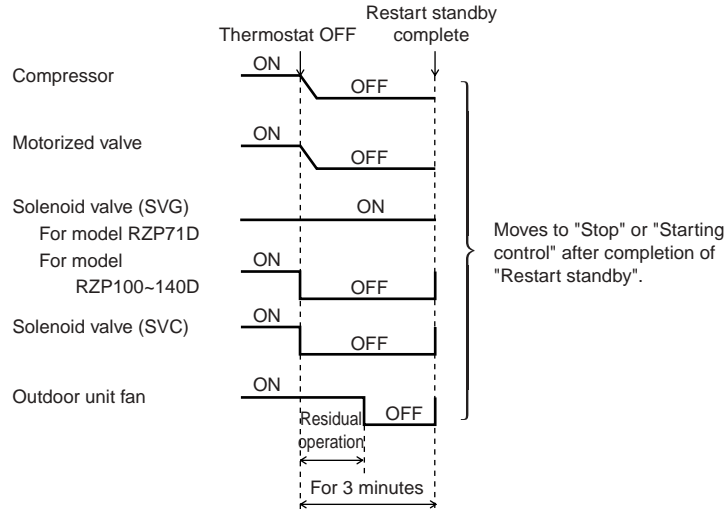 Restart standby
Thermostat OFF complete
ON
Compressor
OFF
ON
Motorized valve
OFF
Solenoid valve (SVG)
ON
For model RZP71D
For model
ON
RZP100~140D
OFF
ON
Solenoid valve (SVC)
OFF
ON
Outdoor unit fan
Residual
OFF
operation
For 3 minutes
Moves to "Stop" or "Starting
control" after completion of
"Restart standby".